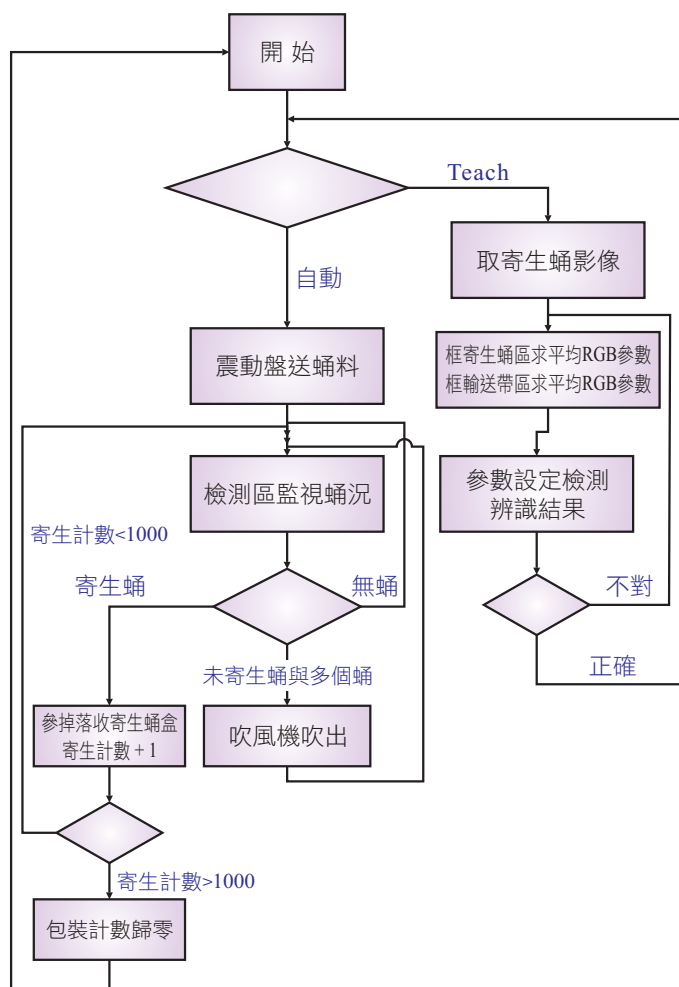 開 始
Teach
取寄生蛹影像
自動
震動盤送蛹料
框寄生蛹區求平均RGB參數
框輸送帶區求平均RGB參數
檢測區監視蛹況
參數設定檢測
辨識結果
寄生計數<1000
寄生蛹
無蛹
不對
未寄生蛹與多個蛹
正確
參掉落收寄生蛹盒
寄生計數 + 1
吹風機吹出
寄生計數>1000
包裝計數歸零